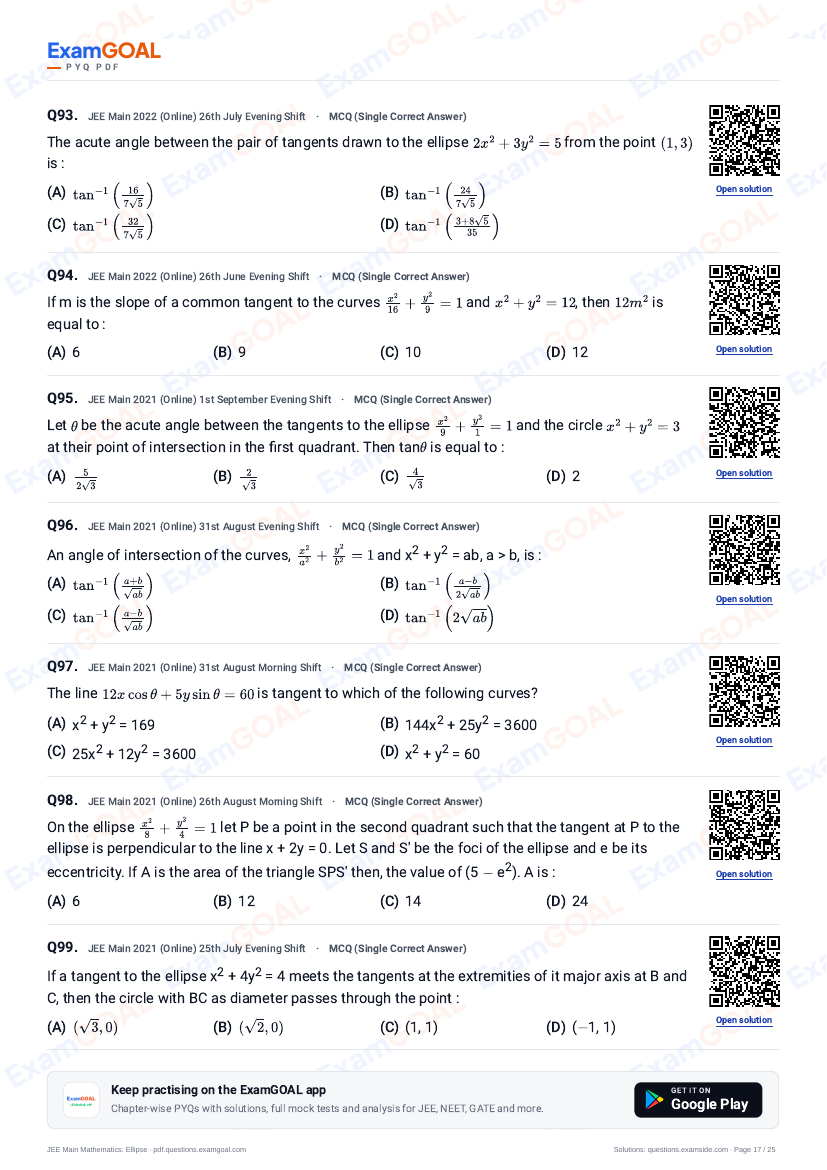 ExamGOAL
PYQ PDF
Q93. JEE Main 2022 (Online) 26th July Evening Shift · MCQ (Single Correct Answer)
The acute angle between the pair of tangents drawn to the ellipse 2x² + 3y² = 5 from the point (1, 3)
is :
(A) tan⁻¹ (16/7√5) (B) tan⁻¹ (24/7√5)
(C) tan⁻¹ (32/7√5) (D) tan⁻¹ ((3+8√5)/35)
Open solution
Q94. JEE Main 2022 (Online) 26th June Evening Shift · MCQ (Single Correct Answer)
If m is the slope of a common tangent to the curves x²/16 + y²/9 = 1 and x² + y² = 12, then 12m² is
equal to :
(A) 6 (B) 9 (C) 10 (D) 12
Open solution
Q95. JEE Main 2021 (Online) 1st September Evening Shift · MCQ (Single Correct Answer)
Let θ be the acute angle between the tangents to the ellipse x²/9 + y²/1 = 1 and the circle x² + y² = 3
at their point of intersection in the first quadrant. Then tanθ is equal to :
(A) 5/2√3 (B) 2/√3 (C) 4/√3 (D) 2
Open solution
Q96. JEE Main 2021 (Online) 31st August Evening Shift · MCQ (Single Correct Answer)
An angle of intersection of the curves, x²/a² + y²/b² = 1 and x² + y² = ab, a > b, is :
(A) tan⁻¹ ((a+b)/√ab) (B) tan⁻¹ ((a−b)/2√ab)
(C) tan⁻¹ ((a−b)/√ab) (D) tan⁻¹ (2√ab)
Open solution
Q97. JEE Main 2021 (Online) 31st August Morning Shift · MCQ (Single Correct Answer)
The line 12x cos θ + 5y sin θ = 60 is tangent to which of the following curves?
(A) x² + y² = 169 (B) 144x² + 25y² = 3600
(C) 25x² + 12y² = 3600 (D) x² + y² = 60
Open solution
Q98. JEE Main 2021 (Online) 26th August Morning Shift · MCQ (Single Correct Answer)
On the ellipse x²/8 + y²/4 = 1 let P be a point in the second quadrant such that the tangent at P to the
ellipse is perpendicular to the line x + 2y = 0. Let S and S' be the foci of the ellipse and e be its
eccentricity. If A is the area of the triangle SPS' then, the value of (5 − e²). A is :
(A) 6 (B) 12 (C) 14 (D) 24
Open solution
Q99. JEE Main 2021 (Online) 25th July Evening Shift · MCQ (Single Correct Answer)
If a tangent to the ellipse x² + 4y² = 4 meets the tangents at the extremities of it major axis at B and
C, then the circle with BC as diameter passes through the point :
(A) (√3, 0) (B) (√2, 0) (C) (1, 1) (D) (−1, 1)
Open solution
ExamGOAL
Keep practising on the ExamGOAL app
Chapter-wise PYQs with solutions, full mock tests and analysis for JEE, NEET, GATE and more.
GET IT ON
Google Play
JEE Main Mathematics: Ellipse · pdf.questions.examgoal.com Solutions: questions.examside.com · Page 17 / 25